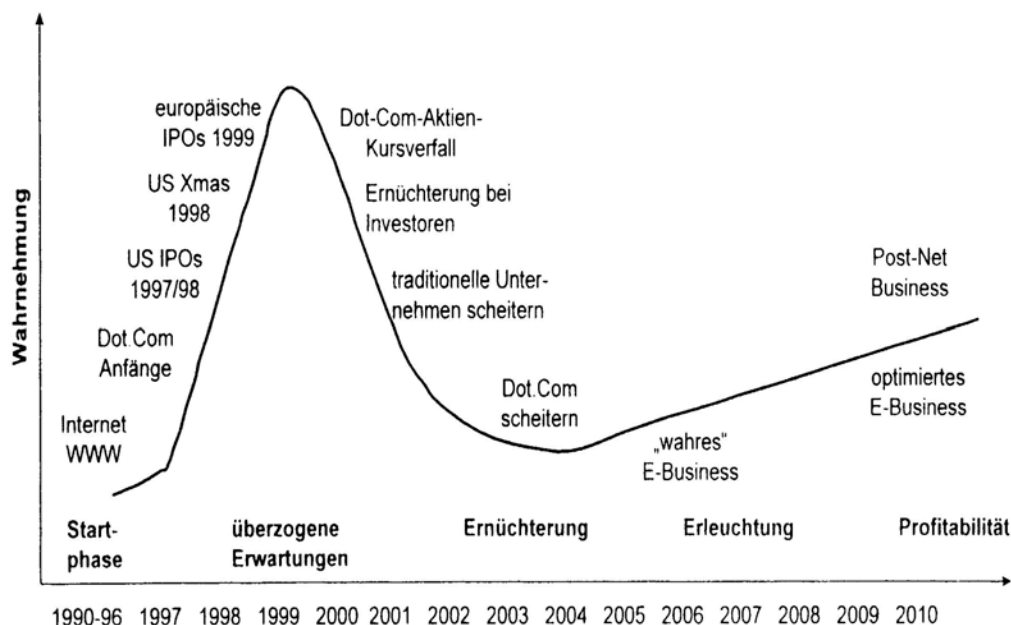 Wahrnehmung
europäische
IPOs 1999
US Xmas
1998
US IPOs
1997/98
Dot.Com
Anfänge
Internet
WWW
Dot-Com-Aktien-
Kursverfall
Ernüchterung bei
Investoren
traditionelle Unter-
nehmen scheitern
Dot.Com
scheitern
„wahres"
E-Business
Post-Net
Business
optimiertes
E-Business
Start-
phase
überzogene
Erwartungen
Ernüchterung
Erleuchtung
Profitabilität
1990-96 1997 1998 1999 2000 2001 2002 2003 2004 2005 2006 2007 2008 2009 2010